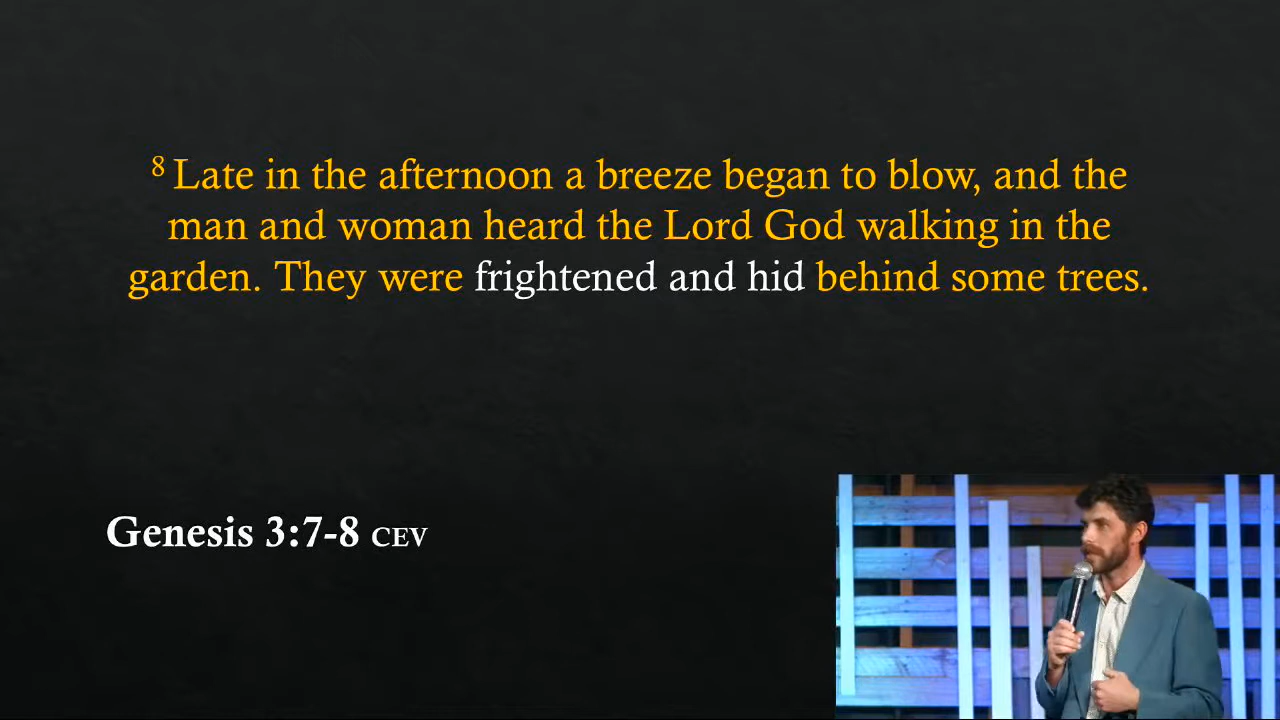 8 Late in the afternoon a breeze began to blow, and the
man and woman heard the Lord God walking in the
garden. They were frightened and hid behind some trees.
Genesis 3:7-8 CEV